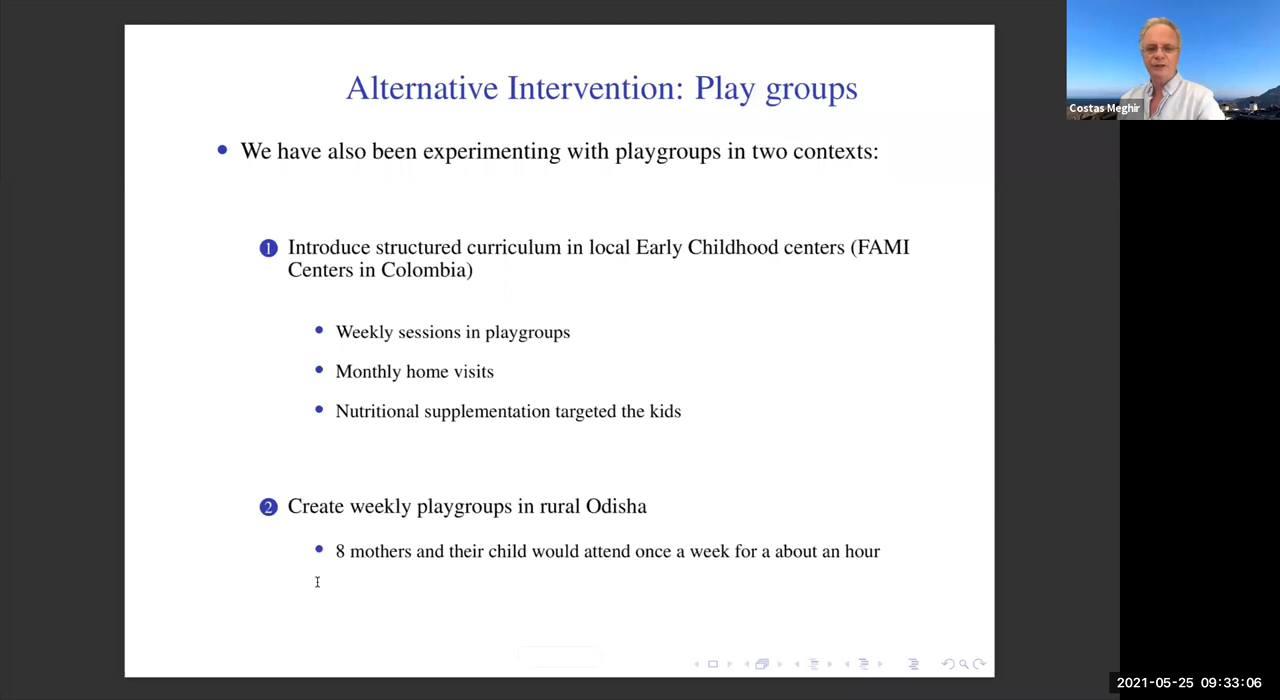 Alternative Intervention: Play groups
We have also been experimenting with playgroups in two contexts:
1 Introduce structured curriculum in local Early Childhood centers (FAMI
Centers in Colombia)
Weekly sessions in playgroups
Monthly home visits
Nutritional supplementation targeted the kids
2 Create weekly playgroups in rural Odisha
8 mothers and their child would attend once a week for a about an hour
Costas Meghir
2021-05-25 09:33:06